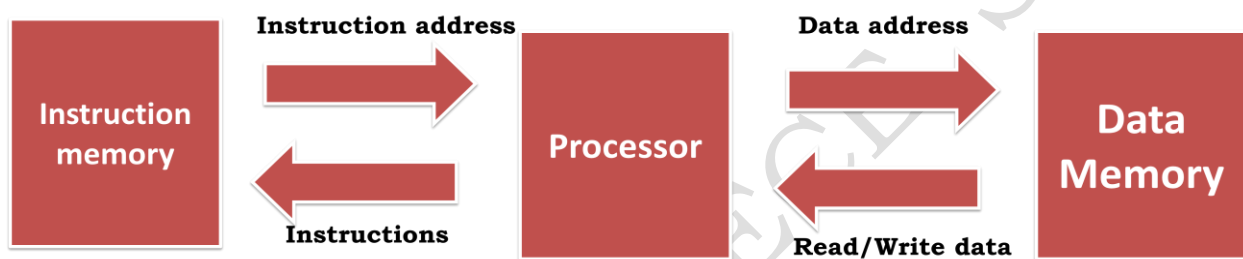 Instruction address
Data address
Instruction
memory
Processor
Data
Memory
Instructions
Read/Write data